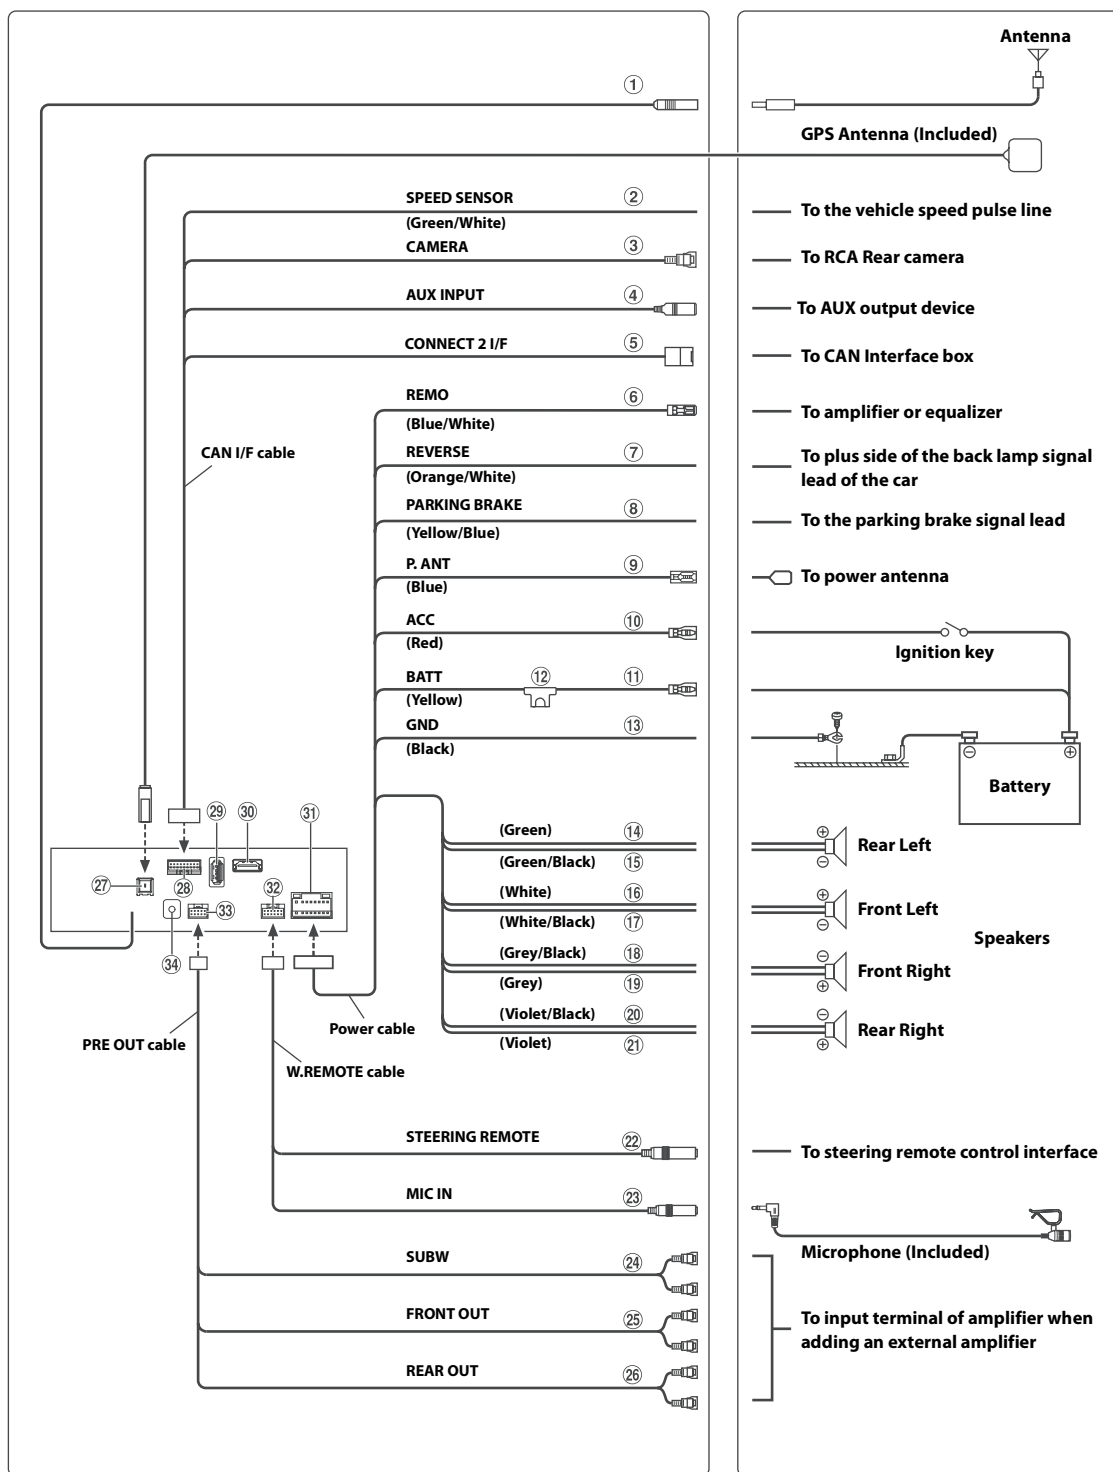 Antenna
①
GPS Antenna (Included)
SPEED SENSOR ②
(Green/White)
To the vehicle speed pulse line
CAMERA ③
To RCA Rear camera
AUX INPUT ④
To AUX output device
CONNECT 2 I/F ⑤
To CAN Interface box
REMO ⑥
(Blue/White)
To amplifier or equalizer
CAN I/F cable
REVERSE ⑦
(Orange/White)
To plus side of the back lamp signal
lead of the car
PARKING BRAKE ⑧
(Yellow/Blue)
To the parking brake signal lead
P. ANT ⑨
(Blue)
To power antenna
ACC ⑩
(Red)
Ignition key
BATT ⑫ ⑪
(Yellow)
GND ⑬
(Black)
⊖ ⊕
Battery
㉙ ㉚ ㉛
㉗ ㉘ ㉜ ㉝
㉞
(Green) ⑭
(Green/Black) ⑮
⊕
Rear Left
⊖
(White) ⑯
(White/Black) ⑰
⊕
Front Left
⊖
Speakers
(Grey/Black) ⑱
(Grey) ⑲
⊖
Front Right
⊕
(Violet/Black) ⑳
(Violet) ㉑
⊖
Rear Right
⊕
Power cable
PRE OUT cable
W.REMOTE cable
STEERING REMOTE ㉒
To steering remote control interface
MIC IN ㉓
Microphone (Included)
SUBW ㉔
FRONT OUT ㉕
To input terminal of amplifier when
adding an external amplifier
REAR OUT ㉖